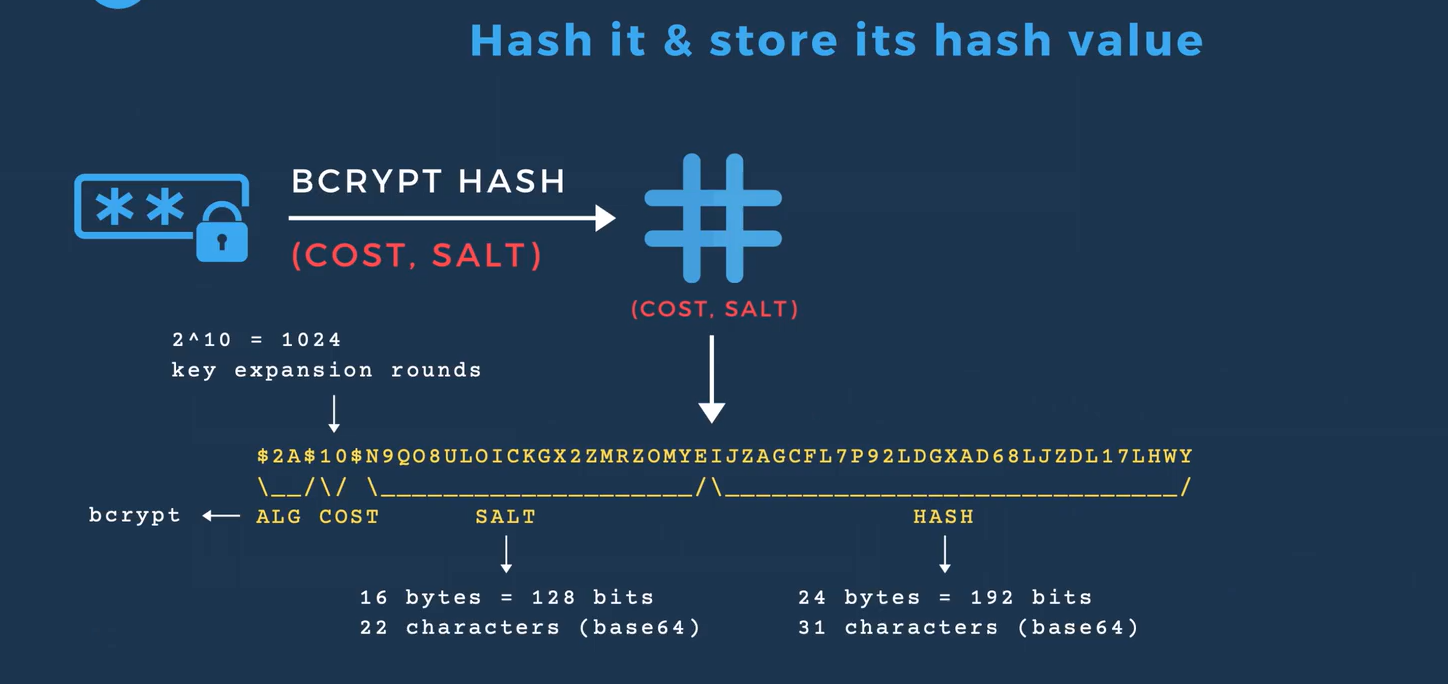 Hash it & store its hash value
**
BCRYPT HASH
(COST, SALT)
#
(COST, SALT)
2^10 = 1024
key expansion rounds
$2A$10$N9QO8ULOICKGX2ZMRZOMYEIJZAGCFL7P92LDGXAD68LJZDL17LHWY
\__/\/ \____________________/\_____________________________/
bcrypt
ALG COST SALT HASH
16 bytes = 128 bits
22 characters (base64)
24 bytes = 192 bits
31 characters (base64)